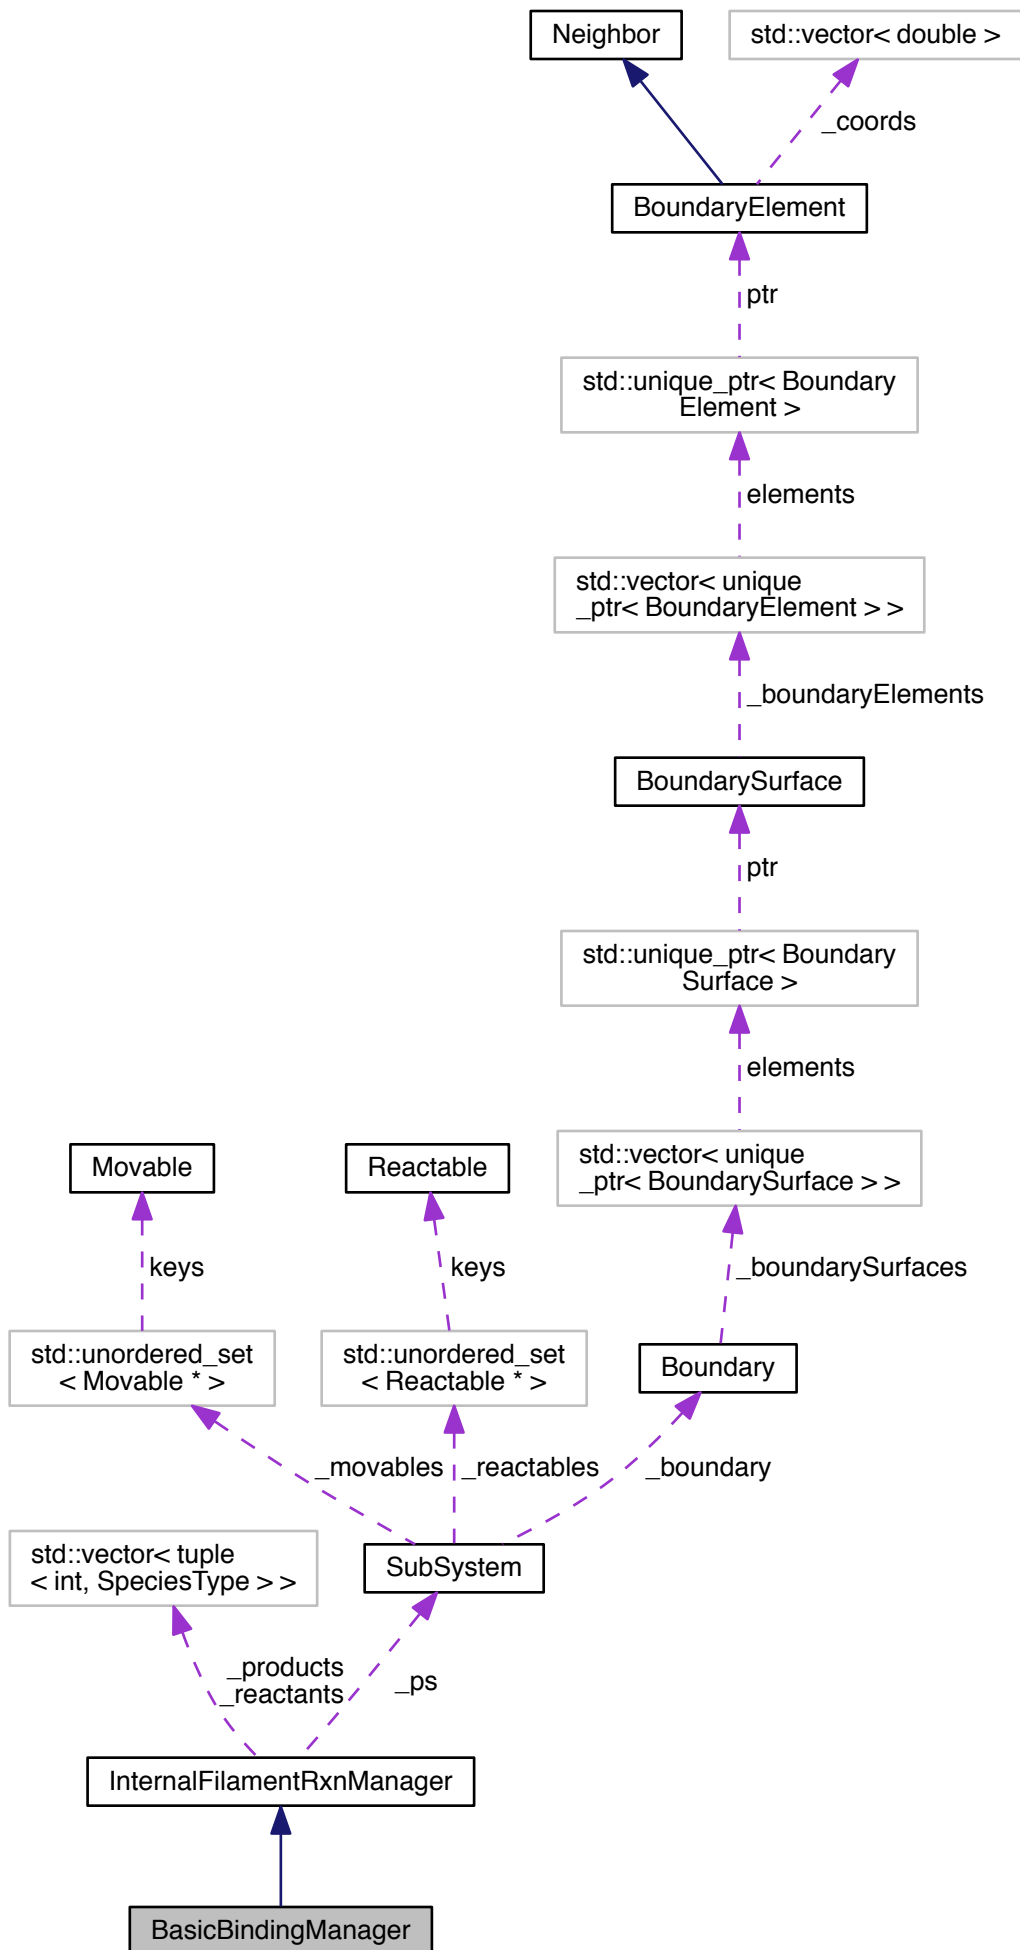 Neighbor
std::vector< double >
_coords
BoundaryElement
ptr
std::unique_ptr< Boundary
Element >
elements
std::vector< unique
_ptr< BoundaryElement > >
_boundaryElements
BoundarySurface
ptr
std::unique_ptr< Boundary
Surface >
elements
Movable
Reactable
std::vector< unique
_ptr< BoundarySurface > >
keys
keys
_boundarySurfaces
std::unordered_set
< Movable * >
std::unordered_set
< Reactable * >
Boundary
_movables
_reactables
_boundary
std::vector< tuple
< int, SpeciesType > >
SubSystem
_products
_reactants
_ps
InternalFilamentRxnManager
BasicBindingManager